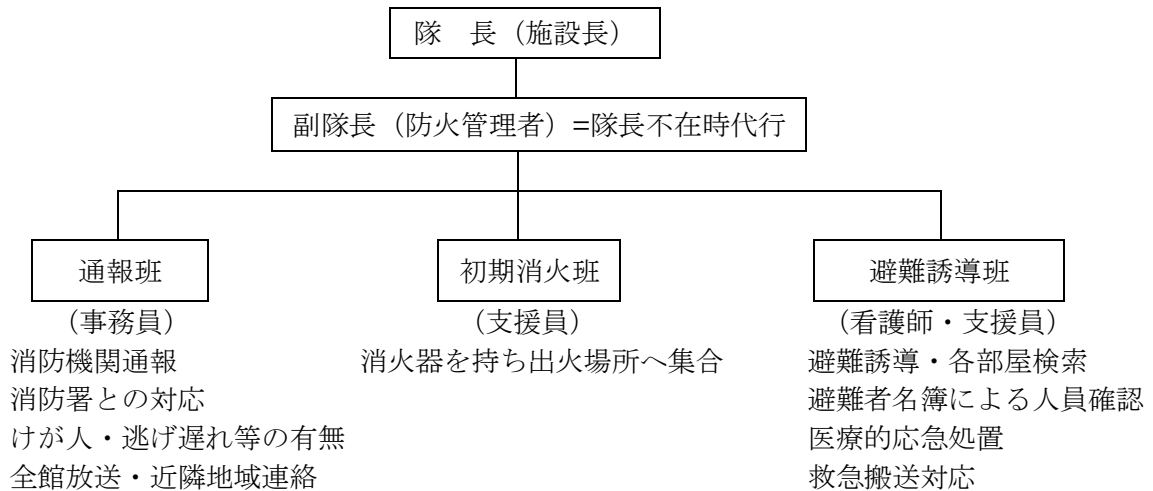 隊　長（施設長）
副隊長（防火管理者）=隊長不在時代行
通報班
（事務員）
消防機関通報
消防署との対応
けが人・逃げ遅れ等の有無
全館放送・近隣地域連絡
初期消火班
（支援員）
消火器を持ち出火場所へ集合
避難誘導班
（看護師・支援員）
避難誘導・各部屋検索
避難者名簿による人員確認
医療的応急処置
救急搬送対応